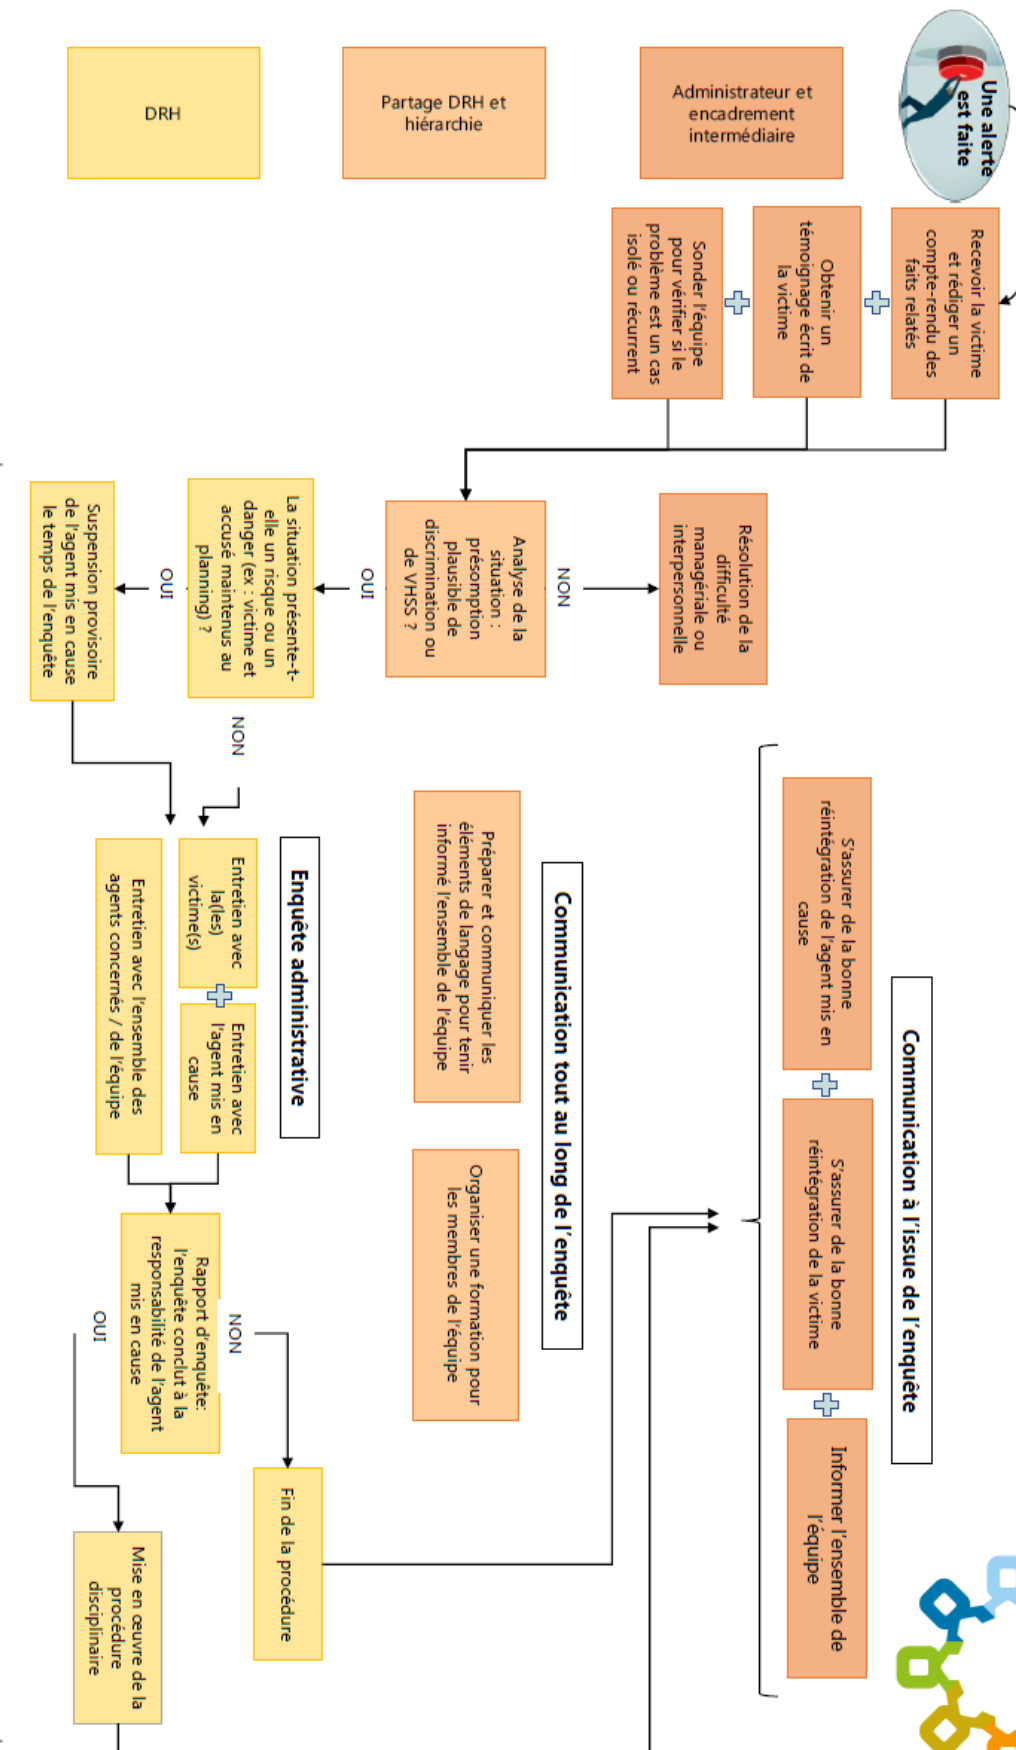 Une alerte
est faite
Administrateur et
encadrement
intermédiaire
Partage DRH et
hiérarchie
DRH
Recevoir la victime
et rédiger un
compte-rendu des
faits relatés
Obtenir un
témoignage écrit de
la victime
Sonder l'équipe
pour vérifier si le
problème est un cas
isolé ou récurrent
Résolution de la
difficulté
managériale ou
interpersonnelle
NON
Analyse de la
situation :
présomption
plausible de
discrimination ou
de VHSS ?
OUI
La situation présente-t-
elle un risque ou un
danger (ex : victime et
accusé maintenus au
planning) ?
OUI
Suspension provisoire
de l'agent mis en cause
le temps de l'enquête
NON
Communication à l'issue de l'enquête
S'assurer de la bonne
réintégration de l'agent mis en
cause
S'assurer de la bonne
réintégration de la victime
Informer l'ensemble de
l'équipe
Communication tout au long de l'enquête
Préparer et communiquer les
éléments de langage pour tenir
informé l'ensemble de l'équipe
Organiser une formation pour
les membres de l'équipe
Enquête administrative
Entretien avec
la(les)
victime(s)
Entretien avec
l'agent mis en
cause
Entretien avec l'ensemble des
agents concernés / de l'équipe
Rapport d'enquête:
l'enquête conclut à la
responsabilité de l'agent
mis en cause
NON
OUI
Fin de la procédure
Mise en œuvre de la
procédure
disciplinaire